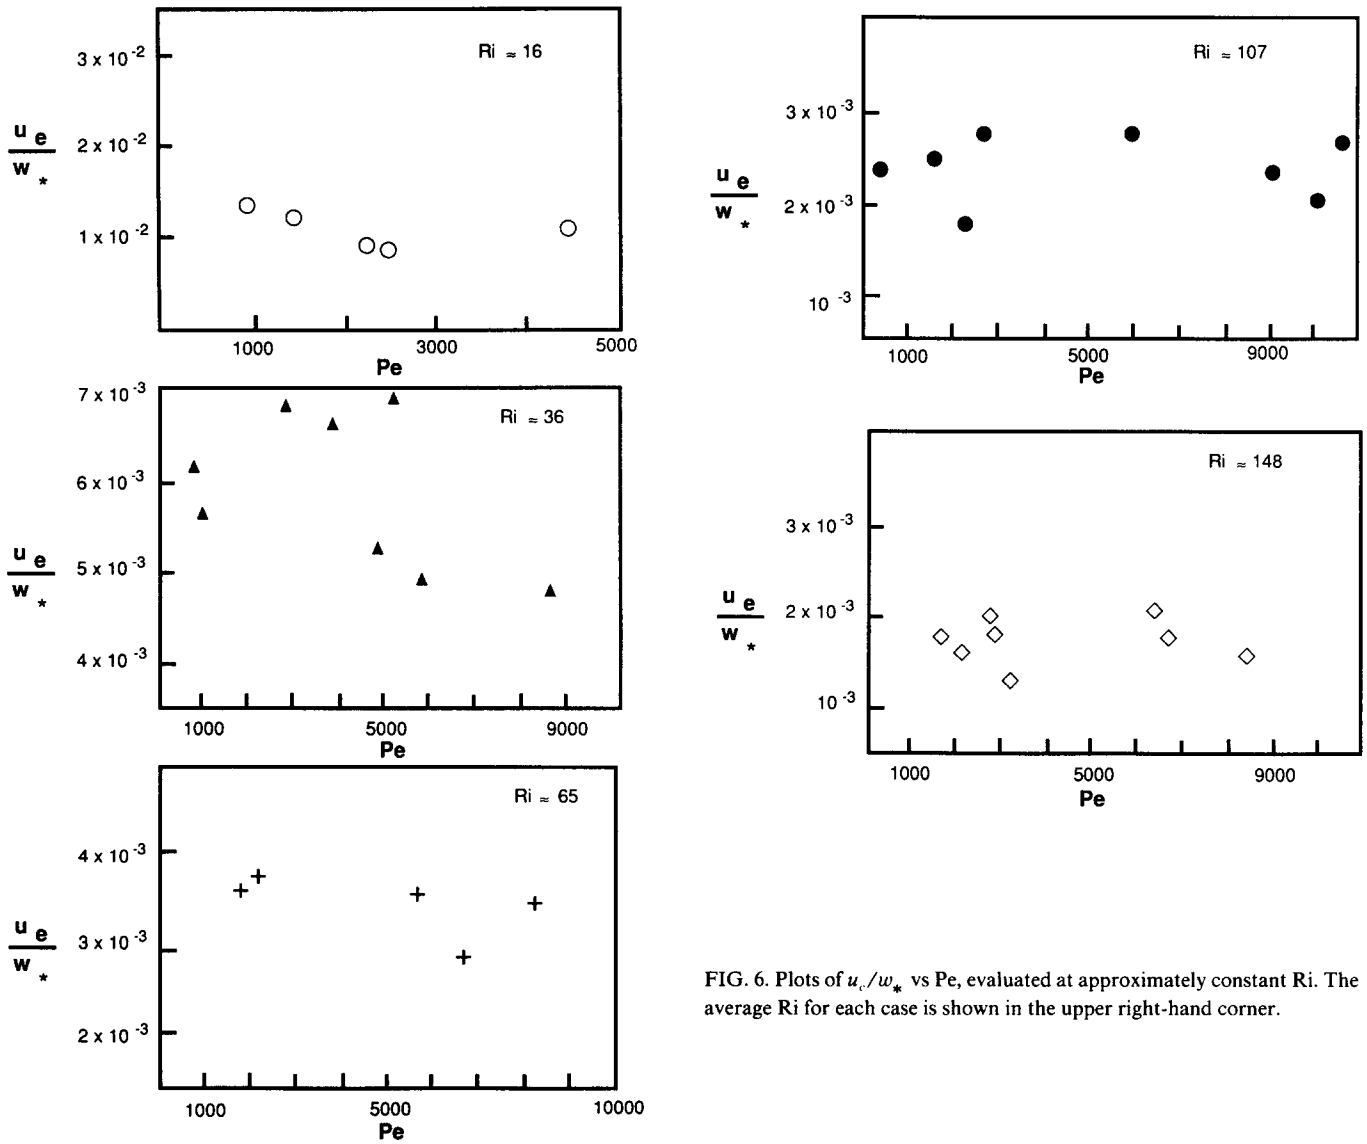 3 x 10 -2
Ri ≈ 16
u e
w *
2 x 10 -2
1 x 10 -2
1000
3000
5000
Pe
7 x 10 -3
Ri ≈ 36
6 x 10 -3
u e
w *
5 x 10 -3
4 x 10 -3
1000
5000
9000
Pe
Ri ≈ 65
4 x 10 -3
u e
w *
3 x 10 -3
2 x 10 -3
1000
5000
10000
Pe
Ri ≈ 107
3 x 10 -3
u e
w *
2 x 10 -3
10 -3
1000
5000
9000
Pe
Ri ≈ 148
3 x 10 -3
u e
w *
2 x 10 -3
10 -3
1000
5000
9000
Pe
FIG. 6. Plots of u_e/w_* vs Pe, evaluated at approximately constant Ri. The
average Ri for each case is shown in the upper right-hand corner.